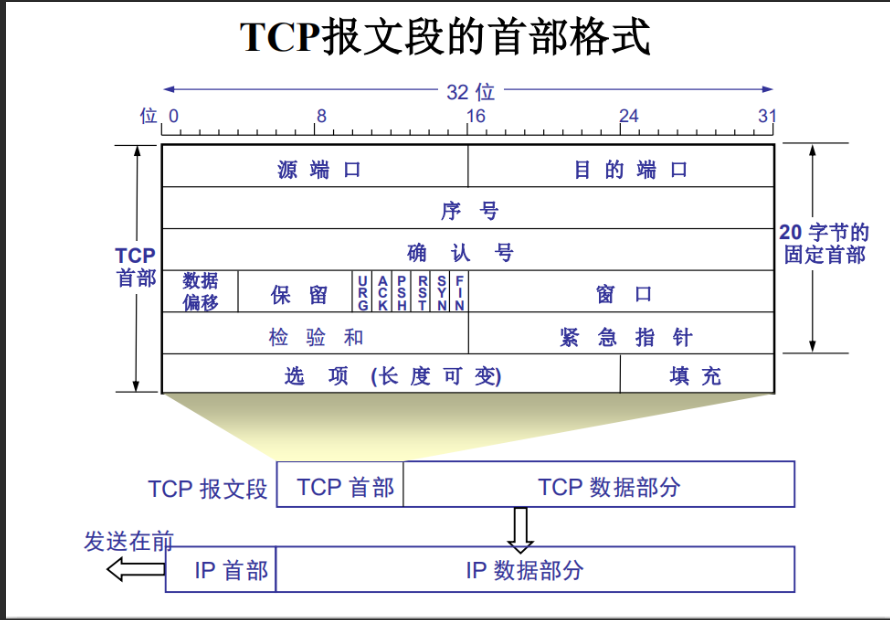 TCP报文段的首部格式
32 位
位 0 8 16 24 31
源 端 口 目 的 端 口
序 号
20 字节的
固定首部
确 认 号
TCP
首部
数据
偏移
保 留
URG
ACK
PSH
RST
SYN
FIN
窗 口
检 验 和 紧 急 指 针
选 项 (长 度 可 变) 填 充
TCP 报文段 TCP 首部 TCP 数据部分
发送在前
IP 首部 IP 数据部分